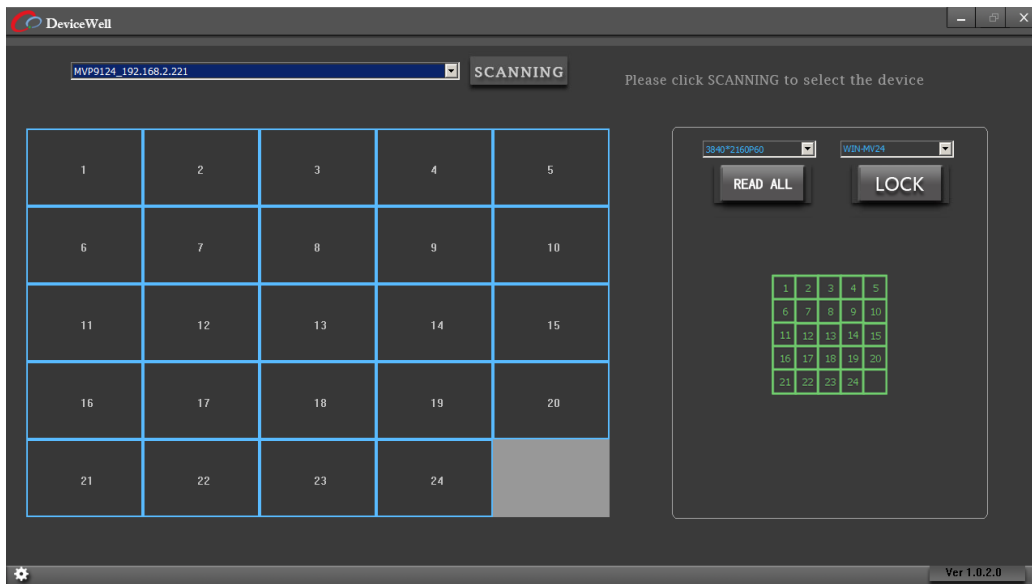 DeviceWell
MVP9124_192.168.2.221
SCANNING
Please click SCANNING to select the device
1 2 3 4 5
6 7 8 9 10
11 12 13 14 15
16 17 18 19 20
21 22 23 24
3840*2160P60 WIN-MV24
READ ALL LOCK
1 2 3 4 5
6 7 8 9 10
11 12 13 14 15
16 17 18 19 20
21 22 23 24
Ver 1.0.2.0